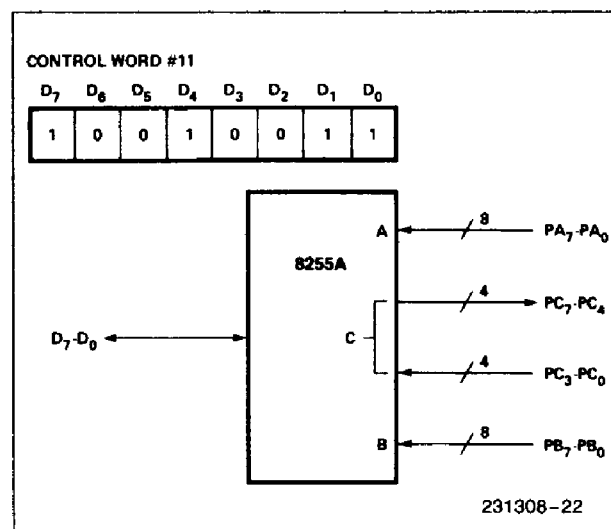 CONTROL WORD #11
D7 D6 D5 D4 D3 D2 D1 D0
1 0 0 1 0 0 1 1
A 8 PA7-PA0
8255A
4 PC7-PC4
D7-D0 C
4 PC3-PC0
B 8 PB7-PB0
231308-22